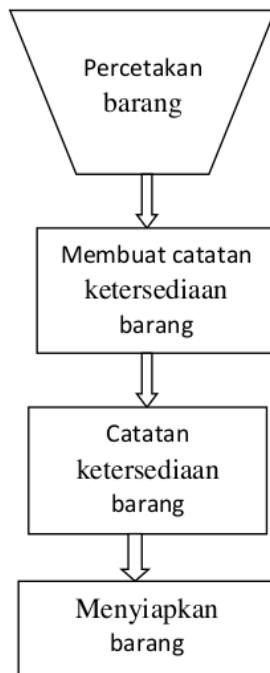 Percetakan
barang
Membuat catatan
ketersediaan
barang
Catatan
ketersediaan
barang
Menyiapkan
barang